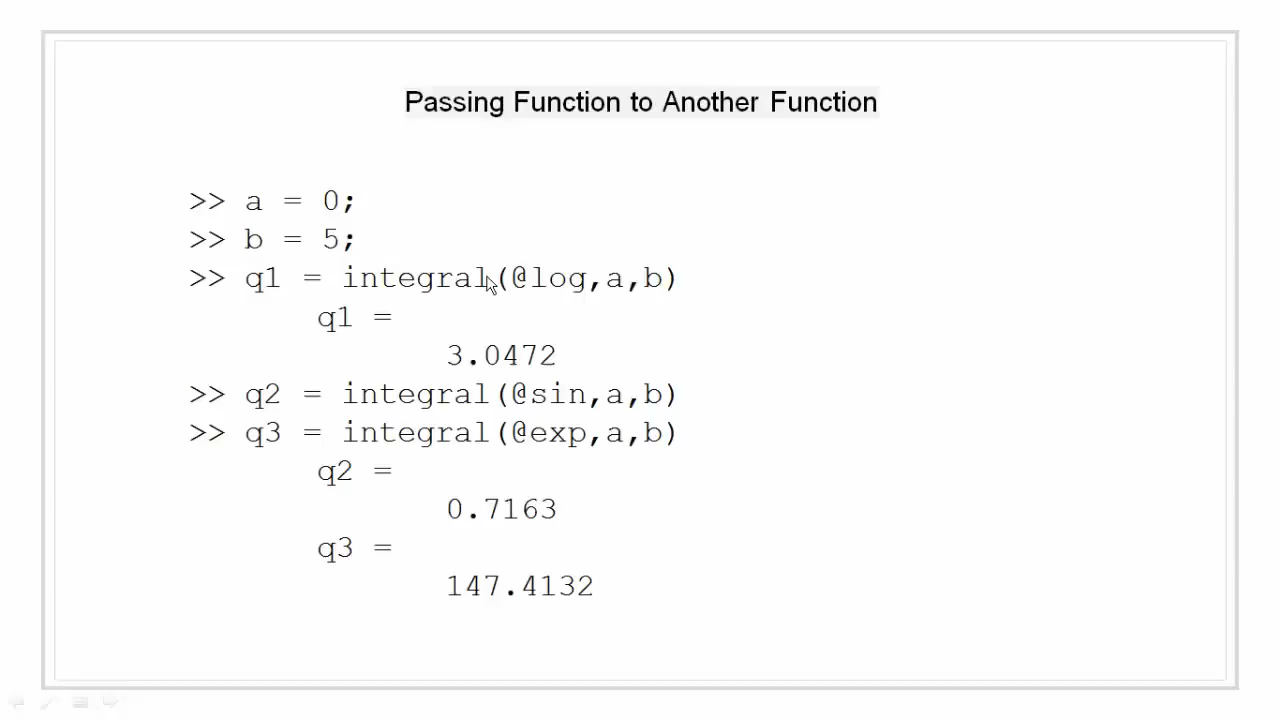 Passing Function to Another Function
>> a = 0;
>> b = 5;
>> q1 = integral(@log,a,b)
q1 =
3.0472
>> q2 = integral(@sin,a,b)
>> q3 = integral(@exp,a,b)
q2 =
0.7163
q3 =
147.4132